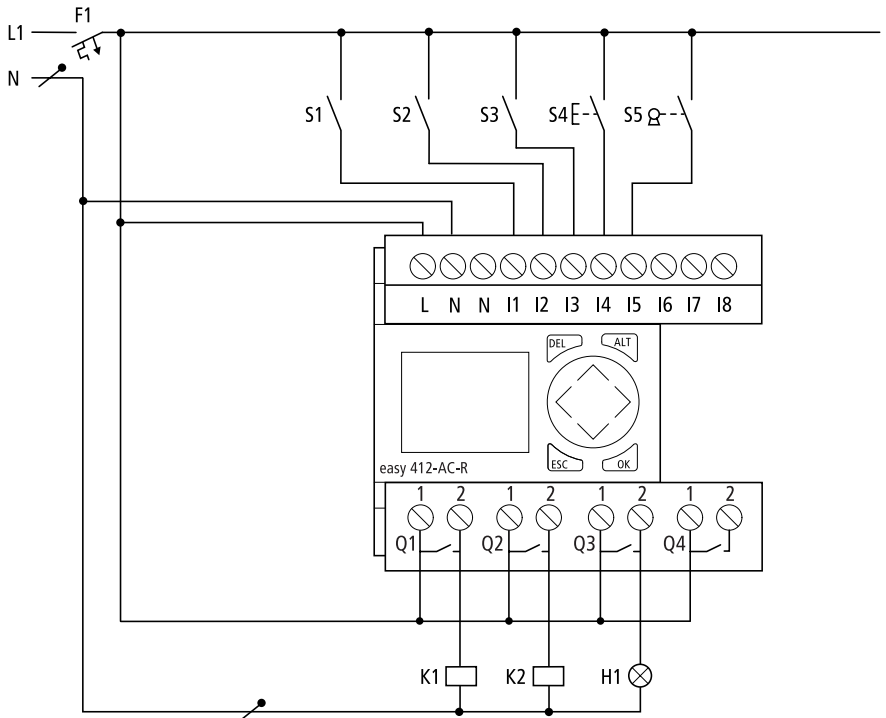 F1
L1
N
S1 S2 S3 S4 S5
L N N I1 I2 I3 I4 I5 I6 I7 I8
DEL ALT
ESC OK
easy 412-AC-R
1 2 1 2 1 2 1 2
Q1 Q2 Q3 Q4
K1 K2 H1